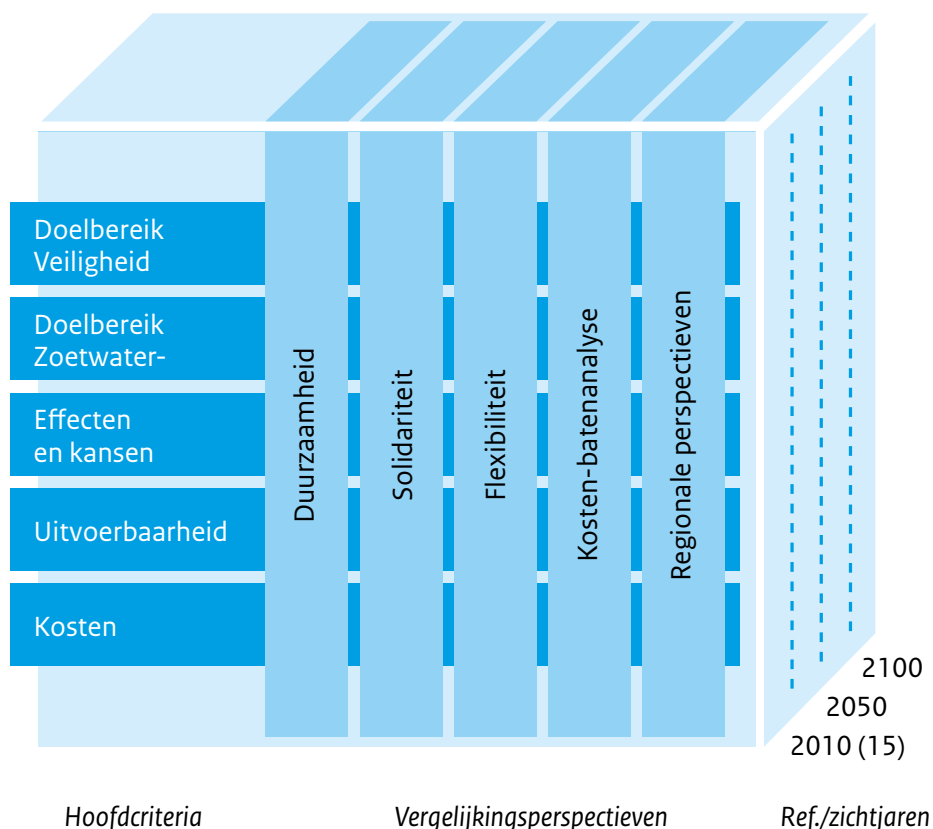 Doelbereik
Veiligheid
Doelbereik
Zoetwater-
Effecten
en kansen
Uitvoerbaarheid
Kosten
Duurzaamheid
Solidariteit
Flexibiliteit
Kosten-batenanalyse
Regionale perspectieven
2100
2050
2010 (15)
Hoofdcriteria
Vergelijkingsperspectieven
Ref./zichtjaren